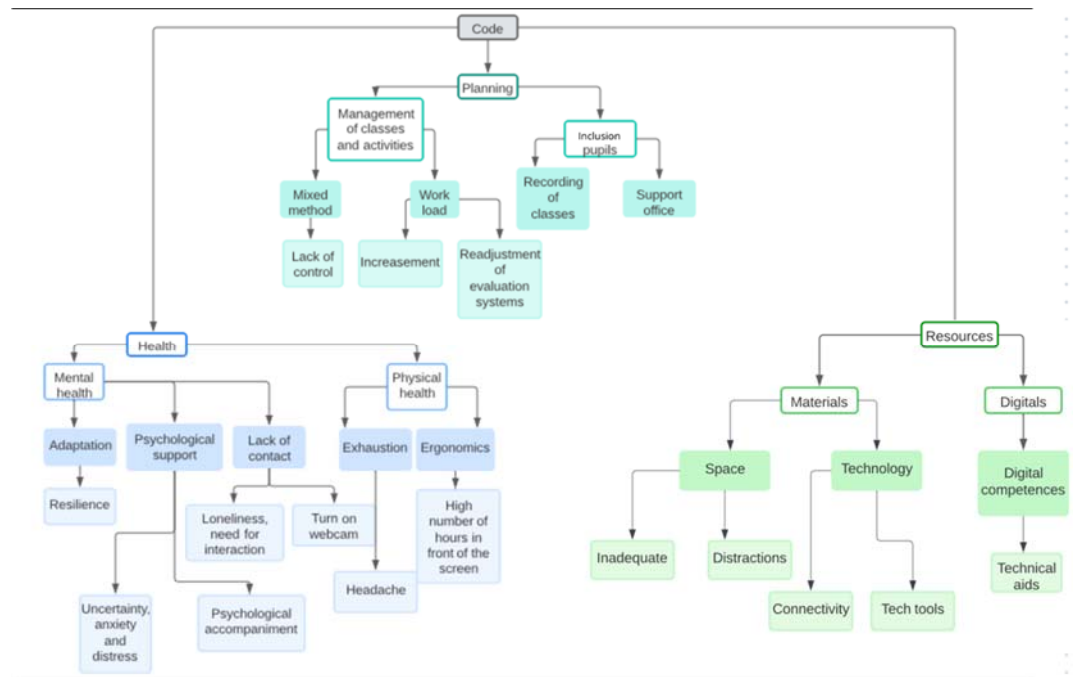 Code
Planning
Management
of classes
and activities
Inclusion
pupils
Mixed
method
Work
load
Recording
of
classes
Support
office
Lack of
control
Increasement
Readjustment
of
evaluation
systems
Health
Mental
health
Physical
health
Adaptation
Psychological
support
Lack of
contact
Exhaustion
Ergonomics
Resilience
Loneliness,
need for
interaction
Turn on
webcam
High
number of
hours in
front of the
screen
Headache
Uncertainty,
anxiety
and
distress
Psychological
accompaniment
Resources
Materials
Digitals
Space
Technology
Digital
competences
Inadequate
Distractions
Technical
aids
Connectivity
Tech tools